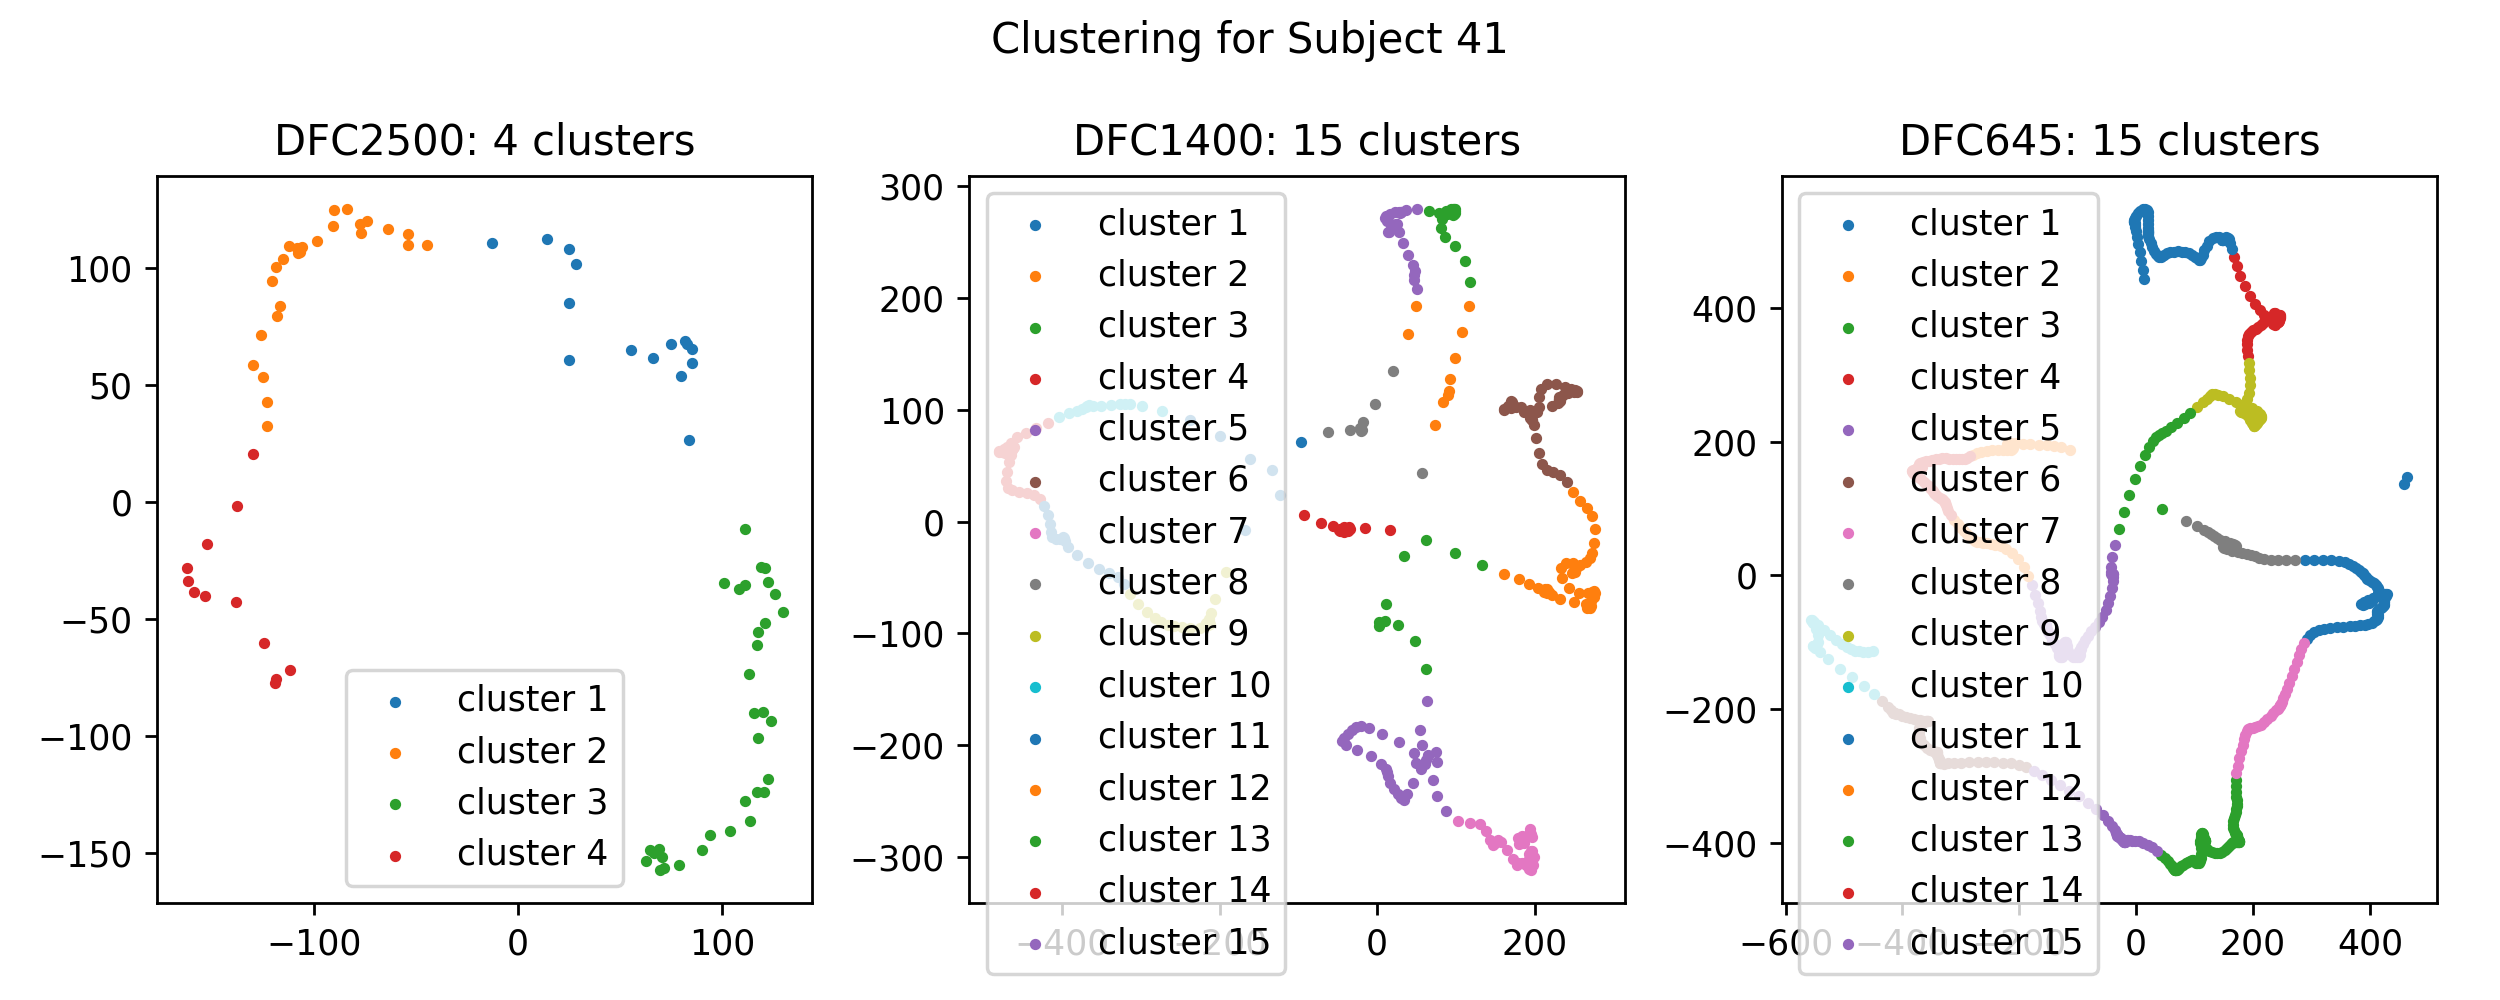 Clustering for Subject 41
DFC2500: 4 clusters
100
50
0
−50
−100
−150
−100
0
100
cluster 1
cluster 2
cluster 3
cluster 4
DFC1400: 15 clusters
300
200
100
0
−100
−200
−300
−400
−200
0
200
cluster 1
cluster 2
cluster 3
cluster 4
cluster 5
cluster 6
cluster 7
cluster 8
cluster 9
cluster 10
cluster 11
cluster 12
cluster 13
cluster 14
cluster 15
DFC645: 15 clusters
400
200
0
−200
−400
−600
−400
−200
0
200
400
cluster 1
cluster 2
cluster 3
cluster 4
cluster 5
cluster 6
cluster 7
cluster 8
cluster 9
cluster 10
cluster 11
cluster 12
cluster 13
cluster 14
cluster 15